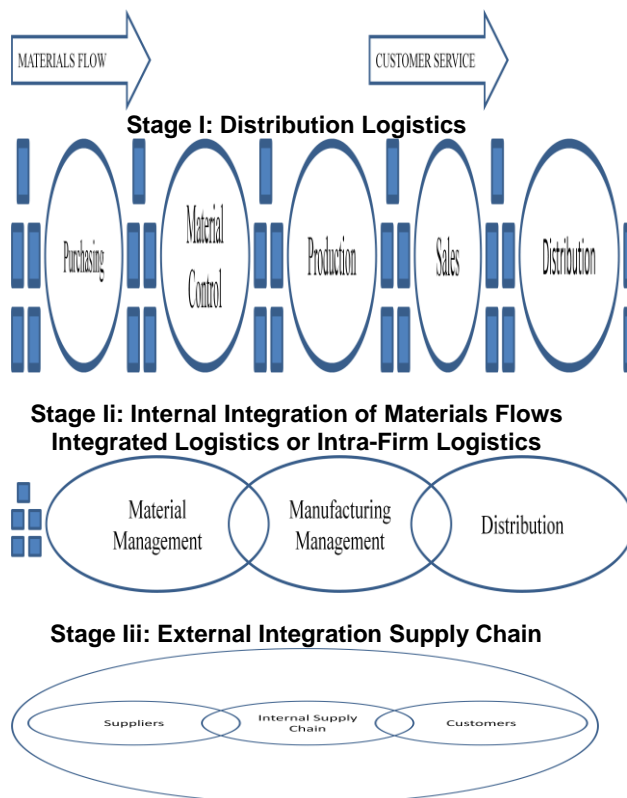 MATERIALS FLOW
CUSTOMER SERVICE
Stage I: Distribution Logistics
Purchasing
Material
Control
Production
Sales
Distribution
Stage Ii: Internal Integration of Materials Flows
Integrated Logistics or Intra-Firm Logistics
Material
Management
Manufacturing
Management
Distribution
Stage Iii: External Integration Supply Chain
Suppliers
Internal Supply
Chain
Customers